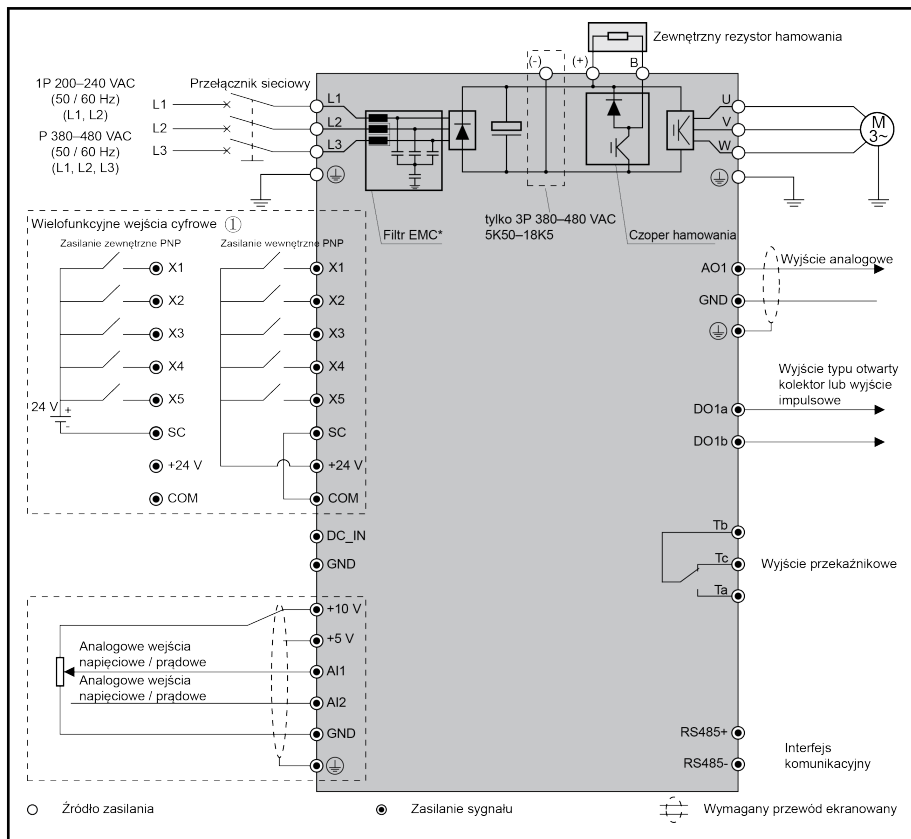 Zewnętrzny rezystor hamowania
(-)
(+)
B
1P 200–240 VAC
(50 / 60 Hz)
(L1, L2)
P 380–480 VAC
(50 / 60 Hz)
(L1, L2, L3)
Przełącznik sieciowy
L1
L2
L3
L1
L2
L3
U
V
W
M
3~
Filtr EMC*
tylko 3P 380–480 VAC
5K50–18K5
Czoper hamowania
Wielofunkcyjne wejścia cyfrowe ①
Zasilanie zewnętrzne PNP
Zasilanie wewnętrzne PNP
X1
X2
X3
X4
X5
24 V
+
-
SC
+24 V
COM
X1
X2
X3
X4
X5
SC
+24 V
COM
DC_IN
GND
+10 V
+5 V
AI1
AI2
GND
Analogowe wejścia
napięciowe / prądowe
Analogowe wejścia
napięciowe / prądowe
AO1
GND
Wyjście analogowe
Wyjście typu otwarty
kolektor lub wyjście
impulsowe
DO1a
DO1b
Tb
Tc
Ta
Wyjście przekaźnikowe
RS485+
RS485-
Interfejs
komunikacyjny
Źródło zasilania
Zasilanie sygnału
Wymagany przewód ekranowany